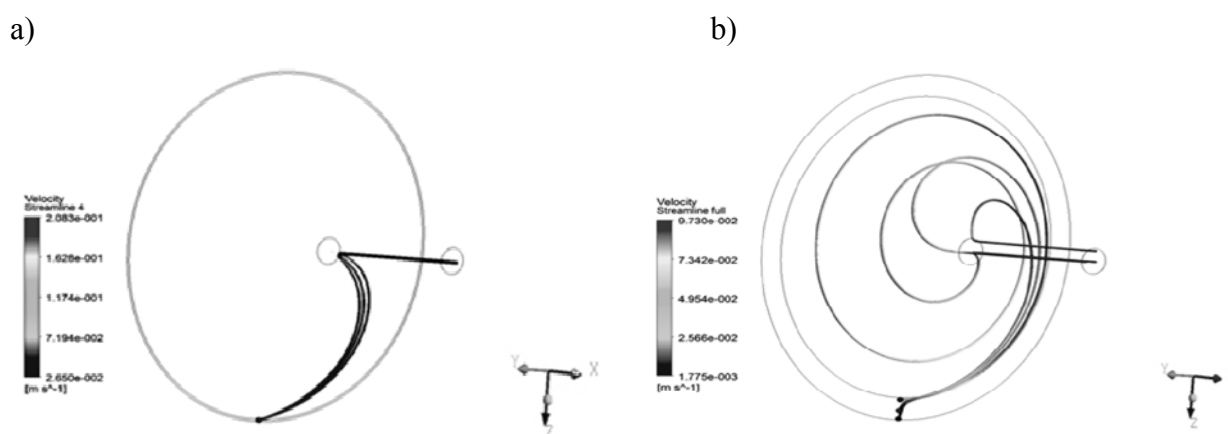 a)
b)
Velocity
Streamline 4
2.083e-001
1.628e-001
1.174e-001
7.194e-002
2.650e-002
[m s^-1]
Y
X
Z
Velocity
Streamline full
9.730e-002
7.342e-002
4.954e-002
2.566e-002
1.775e-003
[m s^-1]
Y
Z